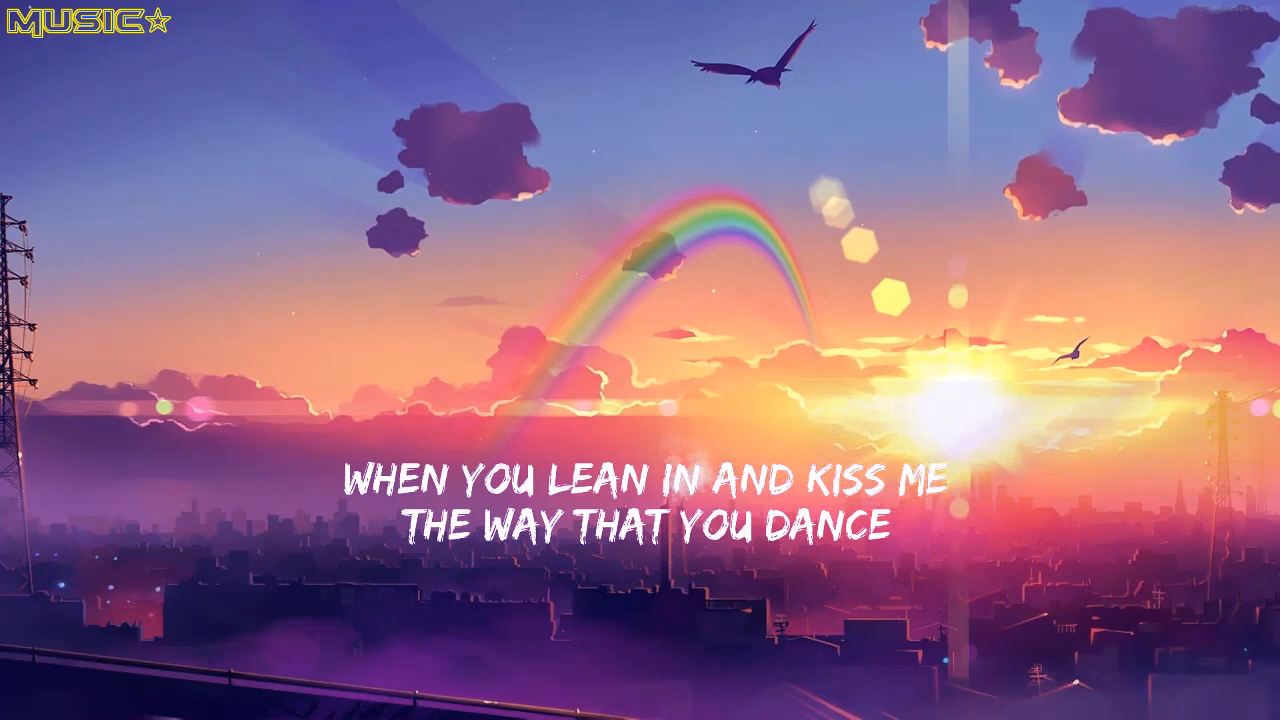 MUSIC☆
WHEN YOU LEAN IN AND KISS ME
THE WAY THAT YOU DANCE